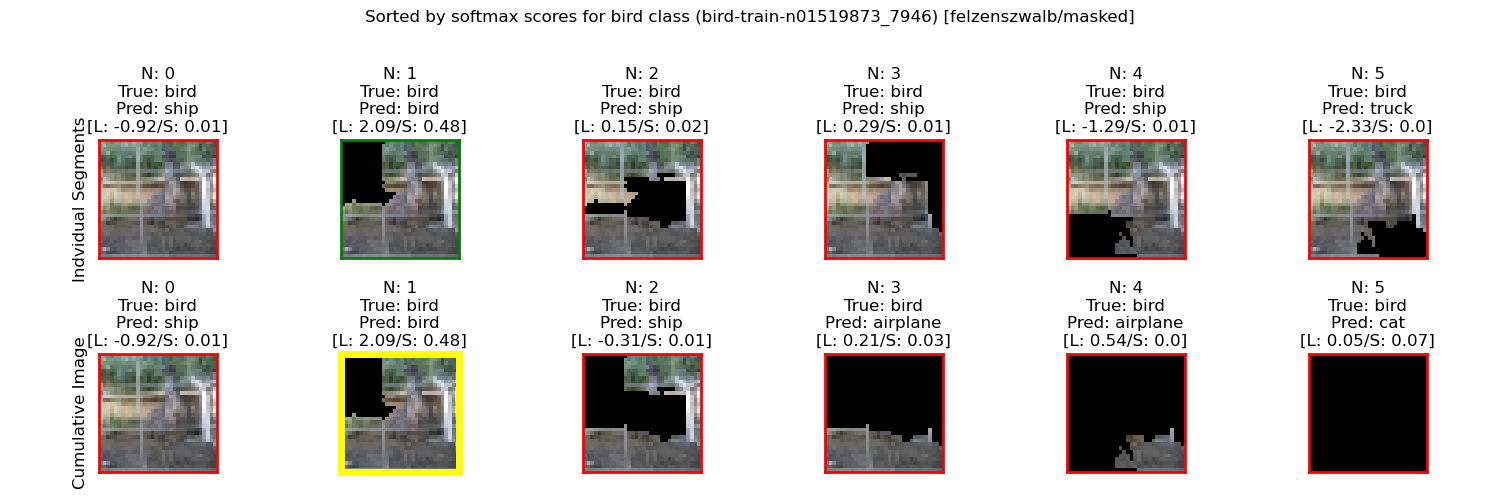 Sorted by softmax scores for bird class (bird-train-n01519873_7946) [felzenszwalb/masked]
Indvidual Segments
N: 0
True: bird
Pred: ship
[L: -0.92/S: 0.01]
N: 1
True: bird
Pred: bird
[L: 2.09/S: 0.48]
N: 2
True: bird
Pred: ship
[L: 0.15/S: 0.02]
N: 3
True: bird
Pred: ship
[L: 0.29/S: 0.01]
N: 4
True: bird
Pred: ship
[L: -1.29/S: 0.01]
N: 5
True: bird
Pred: truck
[L: -2.33/S: 0.0]
Cumulative Image
N: 0
True: bird
Pred: ship
[L: -0.92/S: 0.01]
N: 1
True: bird
Pred: bird
[L: 2.09/S: 0.48]
N: 2
True: bird
Pred: ship
[L: -0.31/S: 0.01]
N: 3
True: bird
Pred: airplane
[L: 0.21/S: 0.03]
N: 4
True: bird
Pred: airplane
[L: 0.54/S: 0.0]
N: 5
True: bird
Pred: cat
[L: 0.05/S: 0.07]